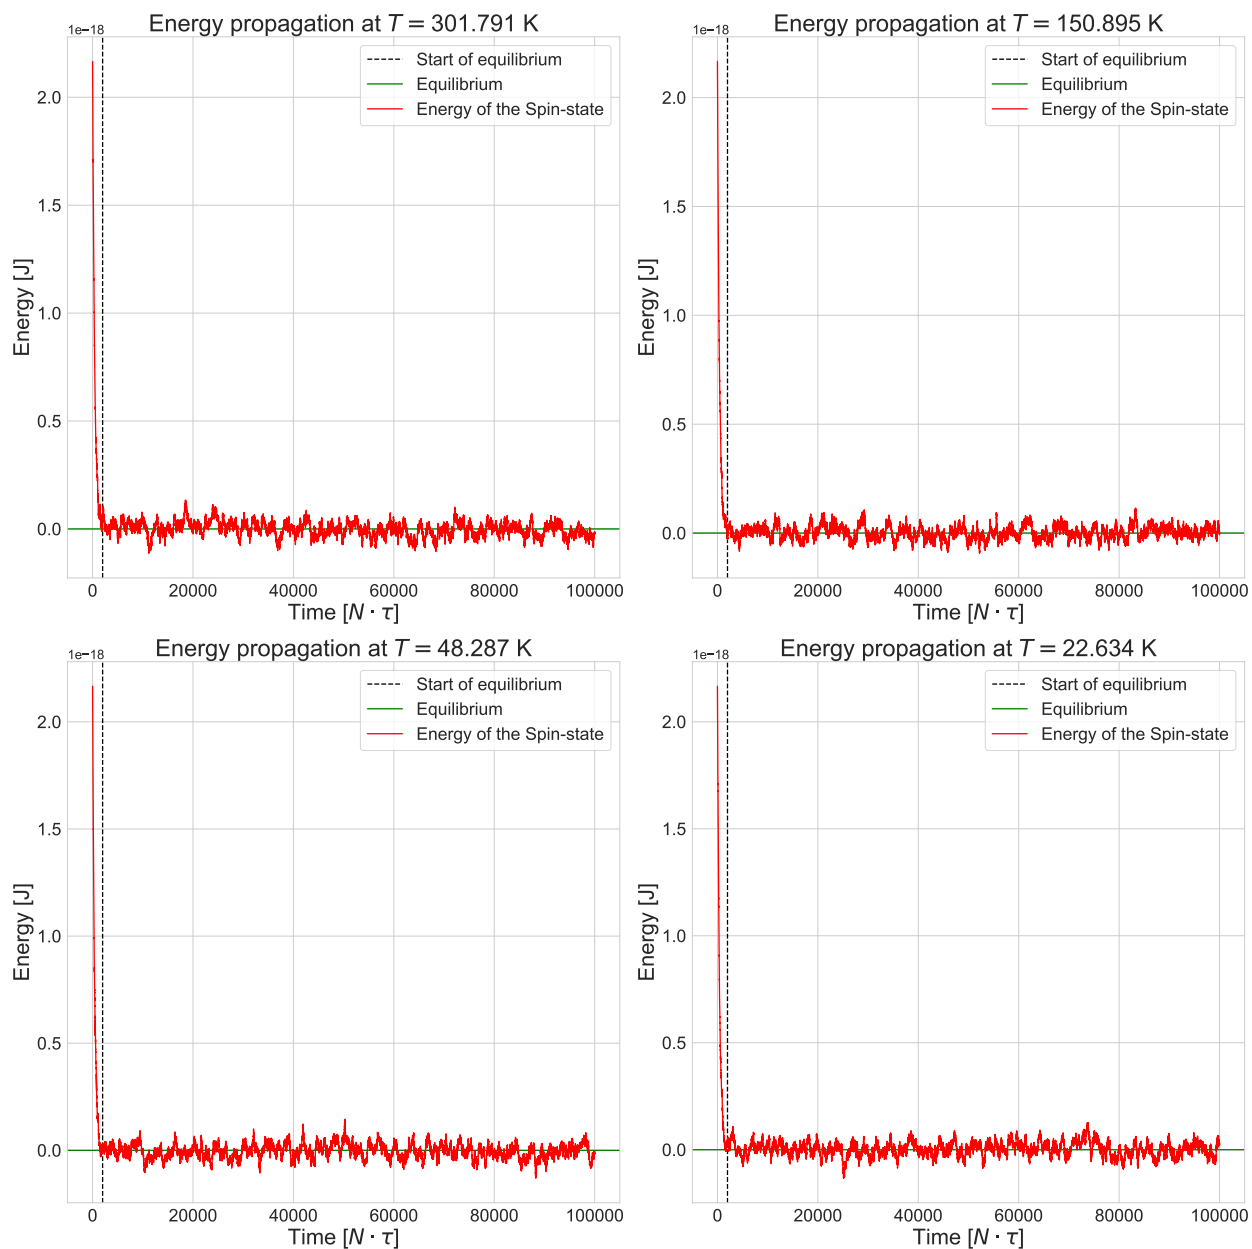 Energy propagation at T = 301.791 K
1e−18
Start of equilibrium
Equilibrium
Energy of the Spin-state
2.0
1.5
1.0
0.5
0.0
Energy [J]
0 20000 40000 60000 80000 100000
Time [N · τ]
Energy propagation at T = 150.895 K
1e−18
Start of equilibrium
Equilibrium
Energy of the Spin-state
2.0
1.5
1.0
0.5
0.0
Energy [J]
0 20000 40000 60000 80000 100000
Time [N · τ]
Energy propagation at T = 48.287 K
1e−18
Start of equilibrium
Equilibrium
Energy of the Spin-state
2.0
1.5
1.0
0.5
0.0
Energy [J]
0 20000 40000 60000 80000 100000
Time [N · τ]
Energy propagation at T = 22.634 K
1e−18
Start of equilibrium
Equilibrium
Energy of the Spin-state
2.0
1.5
1.0
0.5
0.0
Energy [J]
0 20000 40000 60000 80000 100000
Time [N · τ]